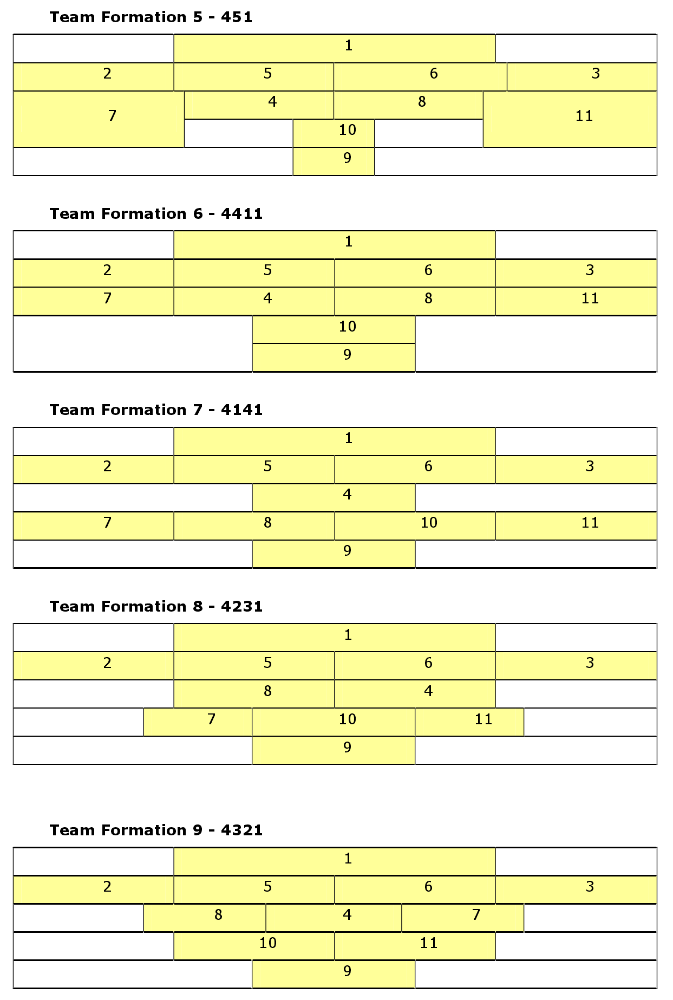 Team Formation 5 - 451
1
2 5 6 3
7 4 8 11
10
9
Team Formation 6 - 4411
1
2 5 6 3
7 4 8 11
10
9
Team Formation 7 - 4141
1
2 5 6 3
4
7 8 10 11
9
Team Formation 8 - 4231
1
2 5 6 3
8 4
7 10 11
9
Team Formation 9 - 4321
1
2 5 6 3
8 4 7
10 11
9